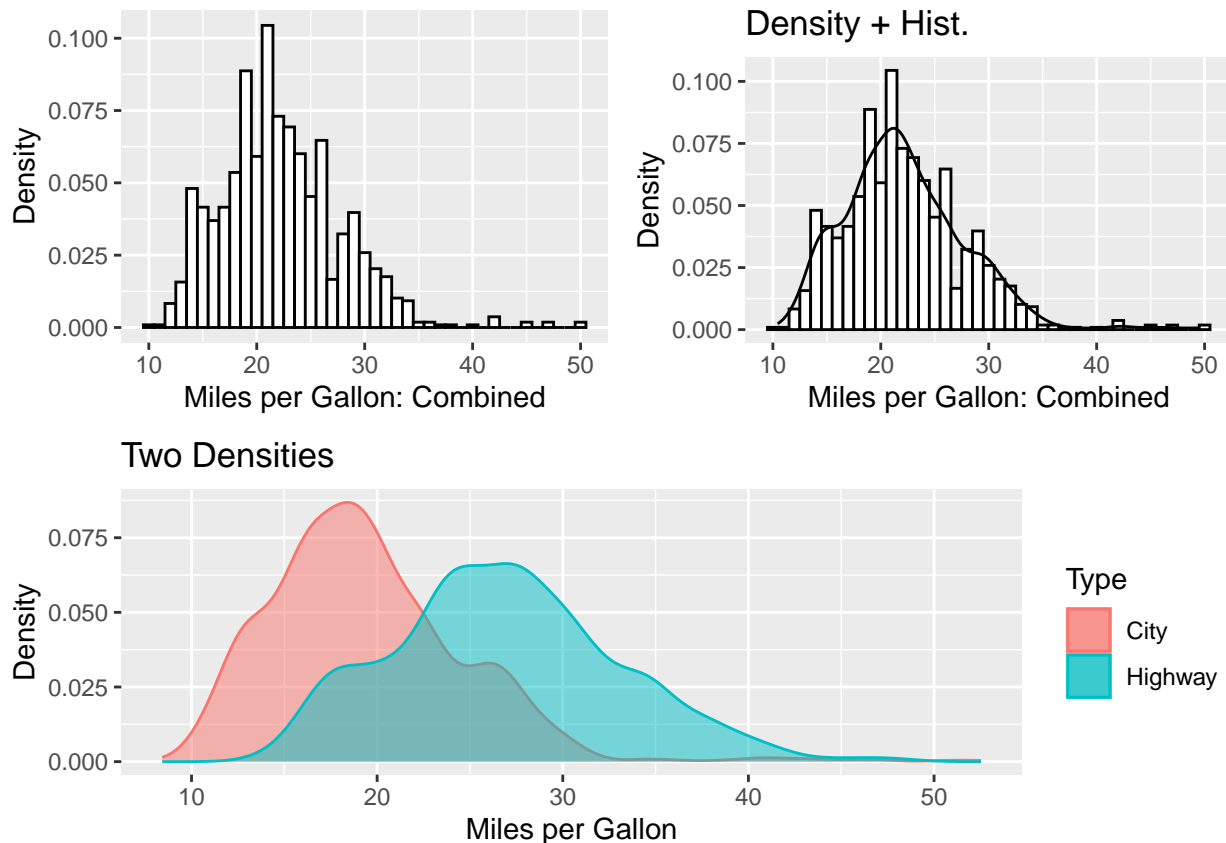 0.100
0.075
0.050
0.025
0.000
Density
10 20 30 40 50
Miles per Gallon: Combined
Density + Hist.
0.100
0.075
0.050
0.025
0.000
Density
10 20 30 40 50
Miles per Gallon: Combined
Two Densities
0.075
0.050
0.025
0.000
Density
10 20 30 40 50
Miles per Gallon
Type
City
Highway